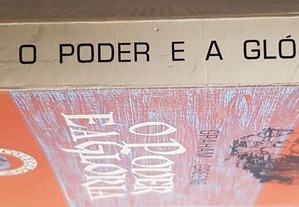 O PODER E A GLÓ
O PODER
E A GLÓRIA
GRAHAM GREENE